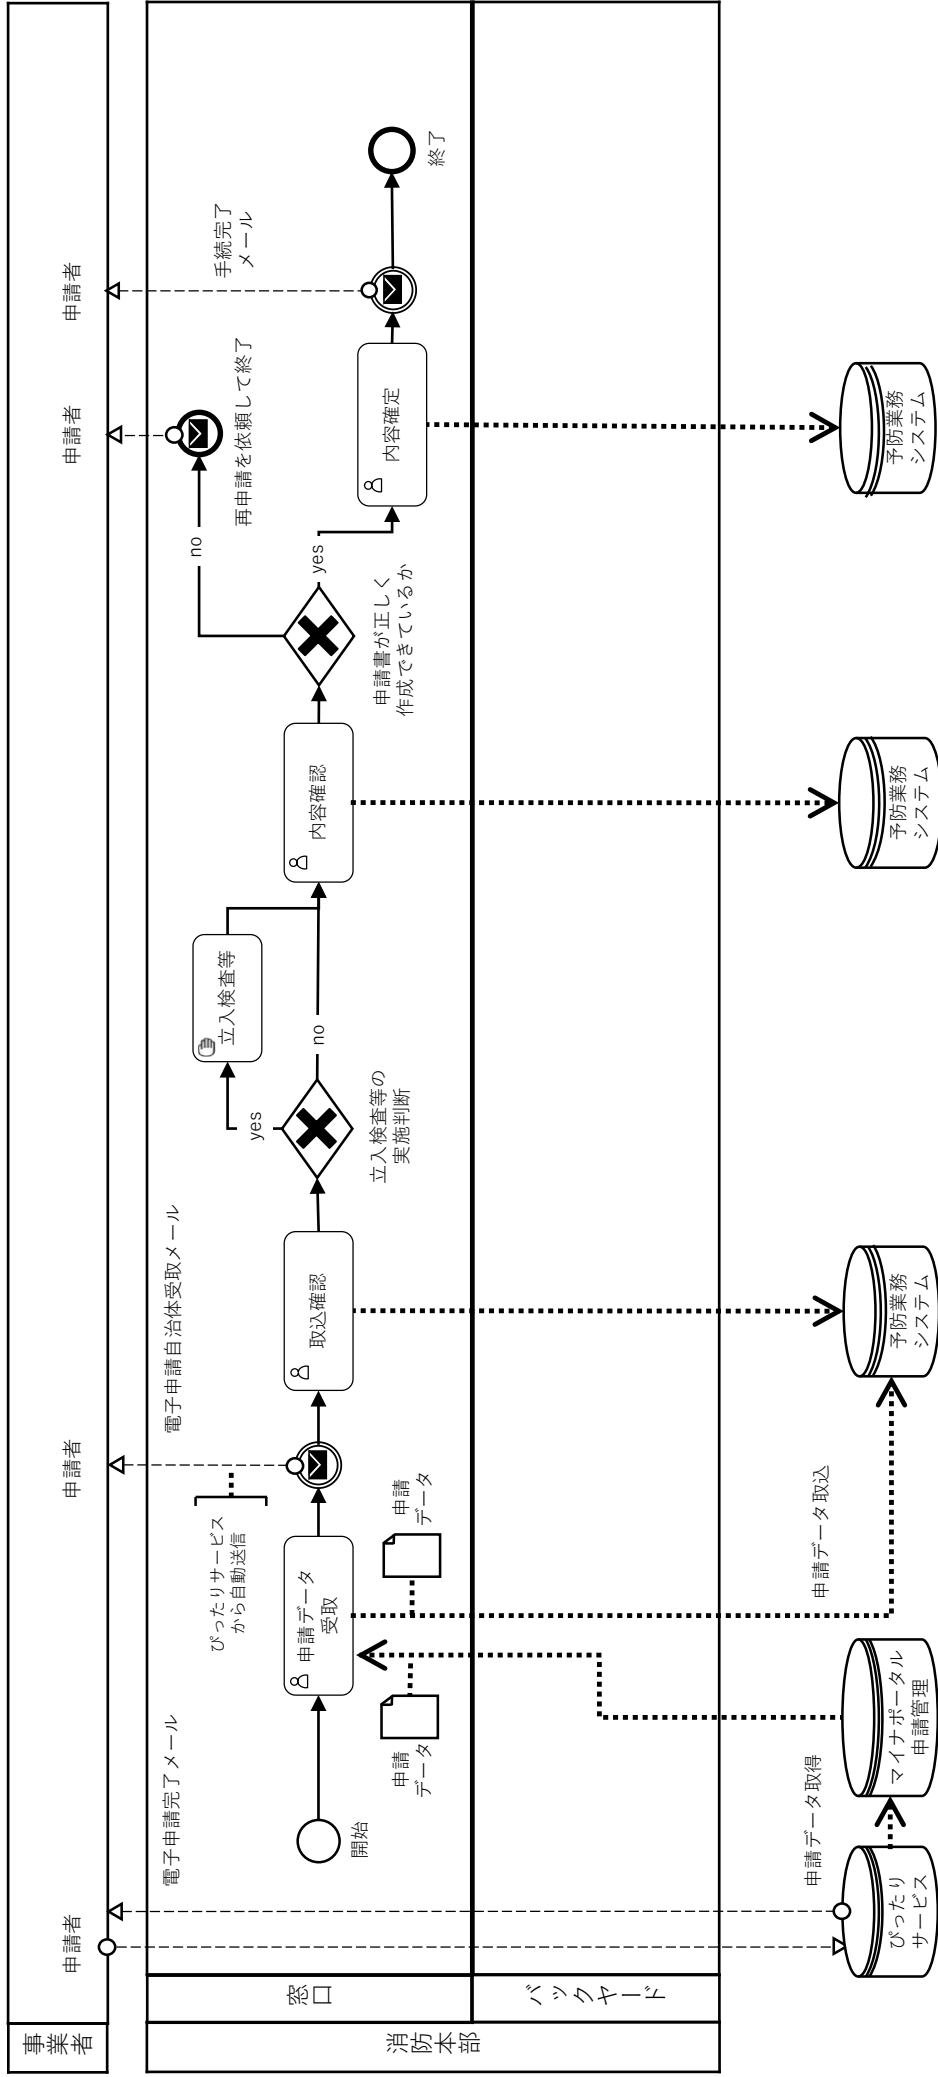 事業者
消防本部
窓口
バックヤード
申請者
申請者
申請者
申請者
電子申請完了メール
開始
申請
データ
申請データ
受取
申請
データ
ぴったりサービス
から自動送信
電子申請自治体受取メール
取込確認
立入検査等の
実施判断
yes
no
立入検査等
内容確認
申請書が正しく
作成できているか
no
yes
再申請を依頼して終了
内容確定
手続完了
メール
終了
ぴったり
サービス
申請データ取得
マイナポータル
申請管理
申請データ取込
予防業務
システム
予防業務
システム
予防業務
システム